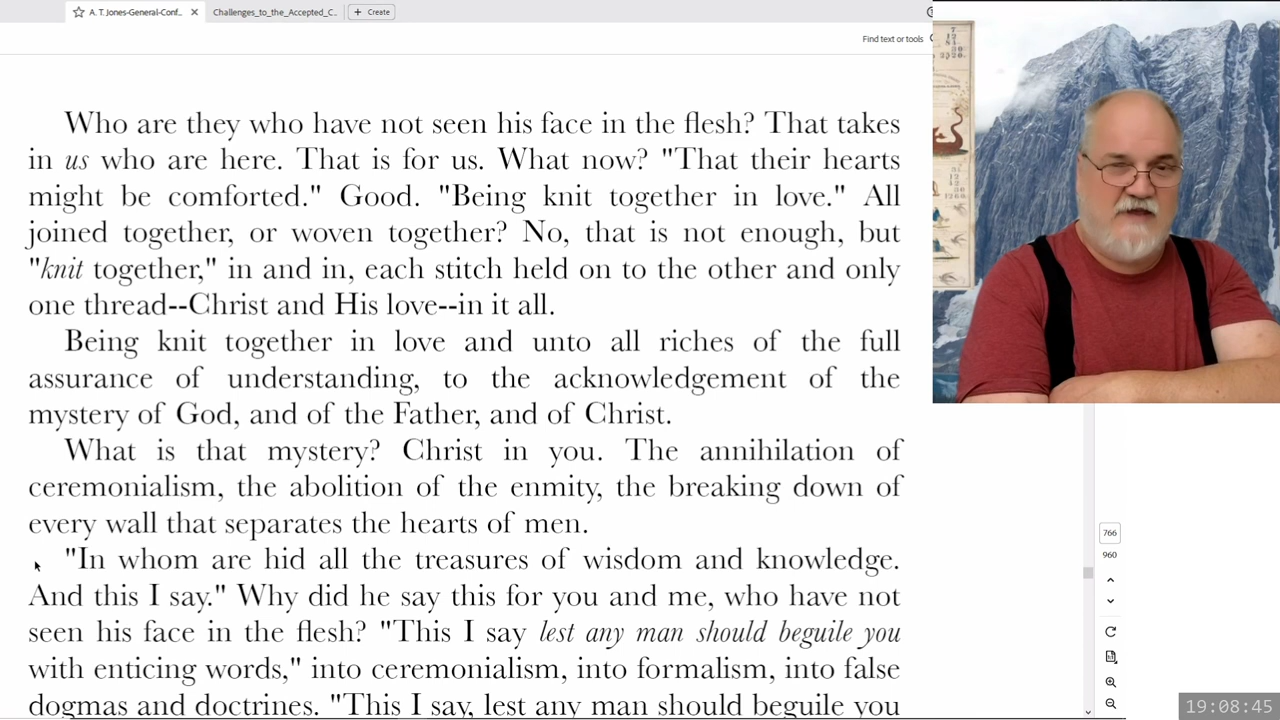 A. T. Jones-General-Conf...
Challenges_to_the_Accepted_C...
+ Create
Find text or tools
Who are they who have not seen his face in the flesh? That takes
in us who are here. That is for us. What now? "That their hearts
might be comforted." Good. "Being knit together in love." All
joined together, or woven together? No, that is not enough, but
"knit together," in and in, each stitch held on to the other and only
one thread--Christ and His love--in it all.
Being knit together in love and unto all riches of the full
assurance of understanding, to the acknowledgement of the
mystery of God, and of the Father, and of Christ.
What is that mystery? Christ in you. The annihilation of
ceremonialism, the abolition of the enmity, the breaking down of
every wall that separates the hearts of men.
"In whom are hid all the treasures of wisdom and knowledge.
And this I say." Why did he say this for you and me, who have not
seen his face in the flesh? "This I say lest any man should beguile you
with enticing words," into ceremonialism, into formalism, into false
dogmas and doctrines. "This I say, lest any man should beguile you
766
960
19:08:45